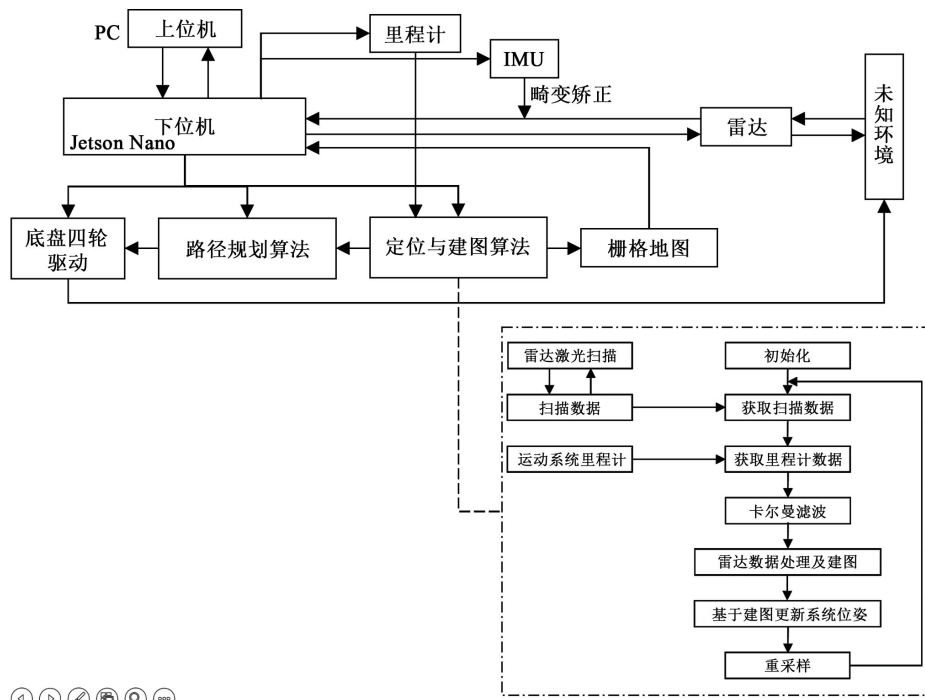 PC
上位机
里程计
IMU
畸变矫正
下位机
Jetson Nano
雷达
未知环境
底盘四轮
驱动
路径规划算法
定位与建图算法
栅格地图
雷达激光扫描
初始化
扫描数据
获取扫描数据
运动系统里程计
获取里程计数据
卡尔曼滤波
雷达数据处理及建图
基于建图更新系统位姿
重采样